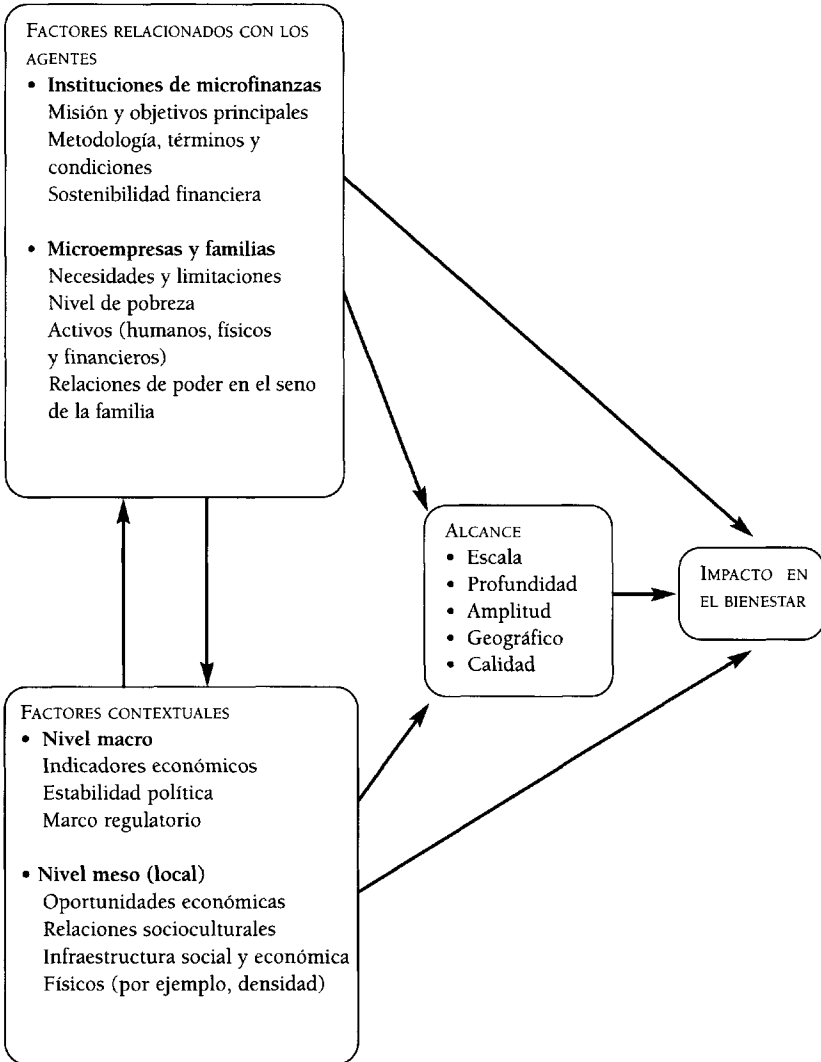 FACTORES RELACIONADOS CON LOS
AGENTES
• Instituciones de microfinanzas
Misión y objetivos principales
Metodología, términos y
condiciones
Sostenibilidad financiera
• Microempresas y familias
Necesidades y limitaciones
Nivel de pobreza
Activos (humanos, físicos
y financieros)
Relaciones de poder en el seno
de la familia
ALCANCE
• Escala
• Profundidad
• Amplitud
• Geográfico
• Calidad
IMPACTO EN
EL BIENESTAR
FACTORES CONTEXTUALES
• Nivel macro
Indicadores económicos
Estabilidad política
Marco regulatorio
• Nivel meso (local)
Oportunidades económicas
Relaciones socioculturales
Infraestructura social y económica
Físicos (por ejemplo, densidad)